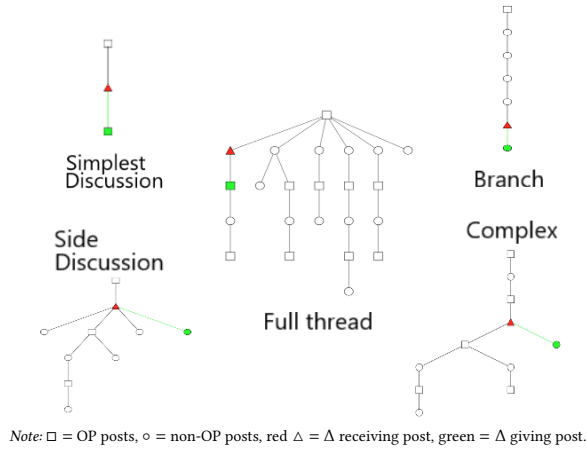 Simplest
Discussion
Branch
Side
Discussion
Complex
Full thread
Note: □ = OP posts, ○ = non-OP posts, red △ = Δ receiving post, green = Δ giving post.